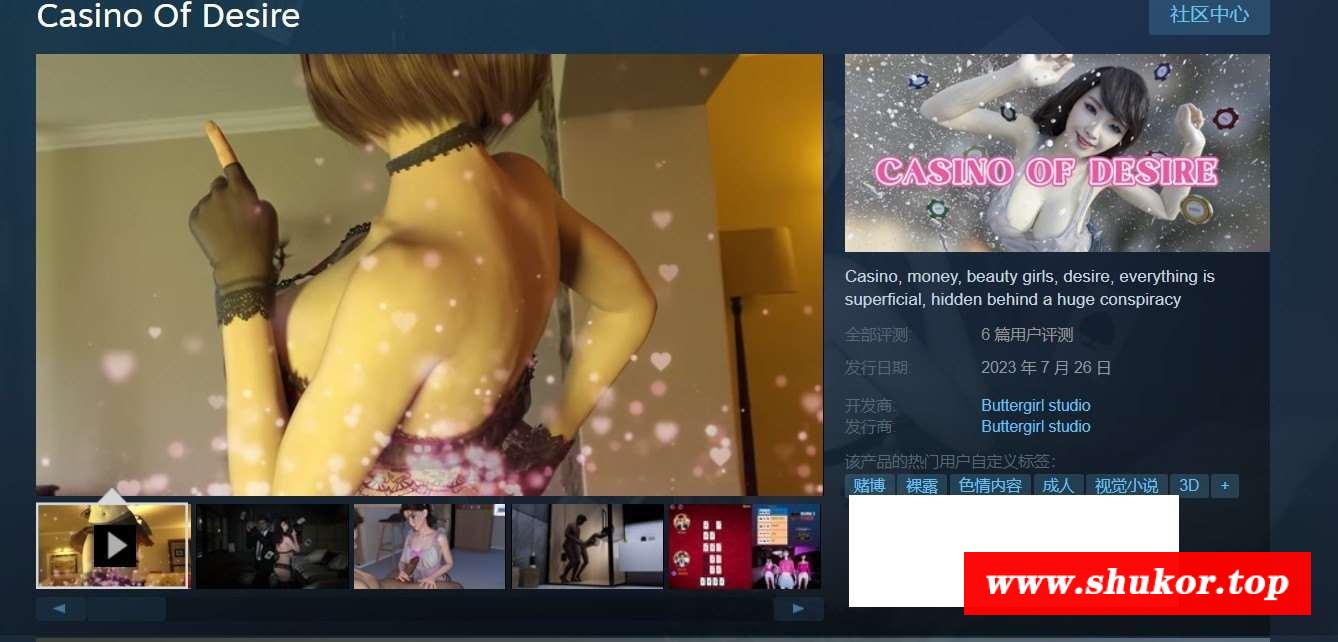 Casino Of Desire
社区中心
CASINO OF DESIRE
Casino, money, beauty girls, desire, everything is
superficial, hidden behind a huge conspiracy
全部评测: 6 篇用户评测
发行日期: 2023 年 7 月 26 日
开发商: Buttergirl studio
发行商: Buttergirl studio
该产品的热门用户自定义标签:
赌博 裸露 色情内容 成人 视觉小说 3D +
www.shukor.top